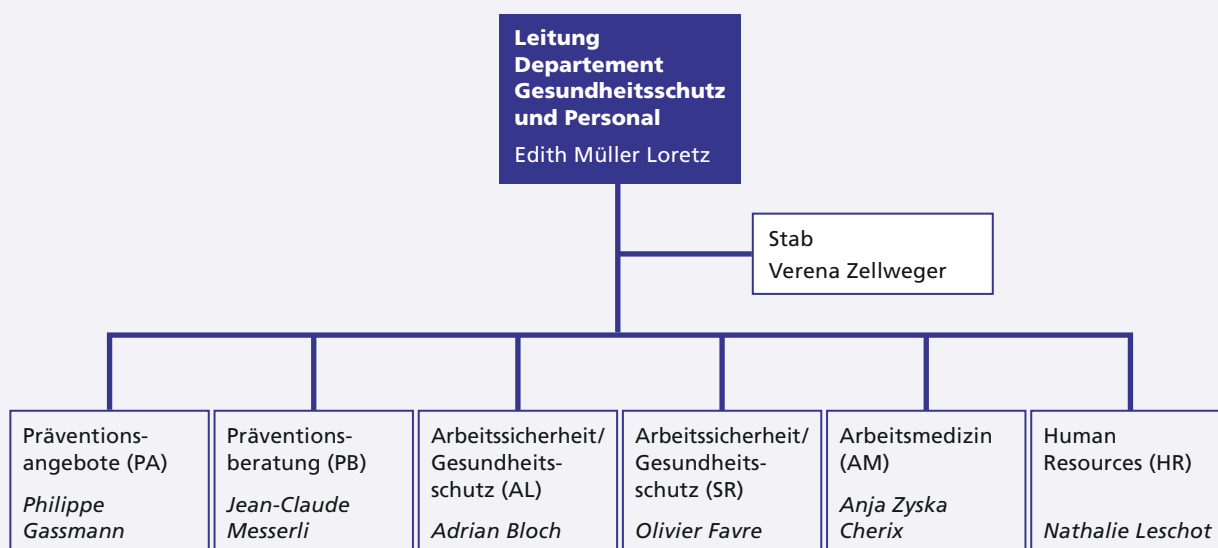 Leitung
Departement
Gesundheitsschutz
und Personal
Edith Müller Loretz
Stab
Verena Zellweger
Präventions-
angebote (PA)
Philippe
Gassmann
Präventions-
beratung (PB)
Jean-Claude
Messerli
Arbeitssicherheit/
Gesundheits-
schutz (AL)
Adrian Bloch
Arbeitssicherheit/
Gesundheits-
schutz (SR)
Olivier Favre
Arbeitsmedizin
(AM)
Anja Zyska
Cherix
Human
Resources (HR)
Nathalie Leschot